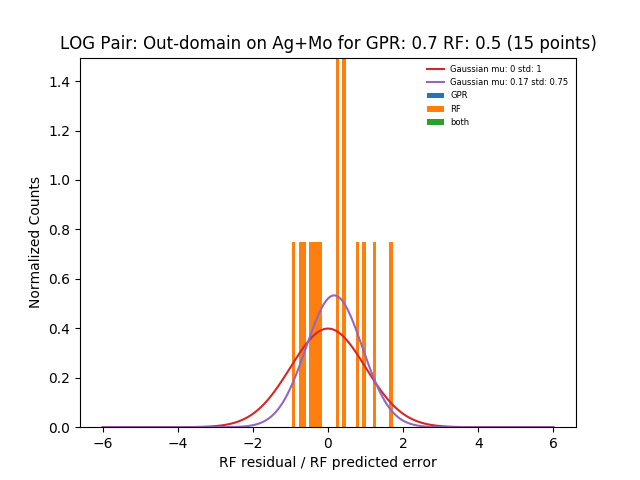 LOG Pair: Out-domain on Ag+Mo for GPR: 0.7 RF: 0.5 (15 points)
Gaussian mu: 0 std: 1
Gaussian mu: 0.17 std: 0.75
GPR
RF
both
Normalized Counts
1.4
1.2
1.0
0.8
0.6
0.4
0.2
0.0
−6 −4 −2 0 2 4 6
RF residual / RF predicted error